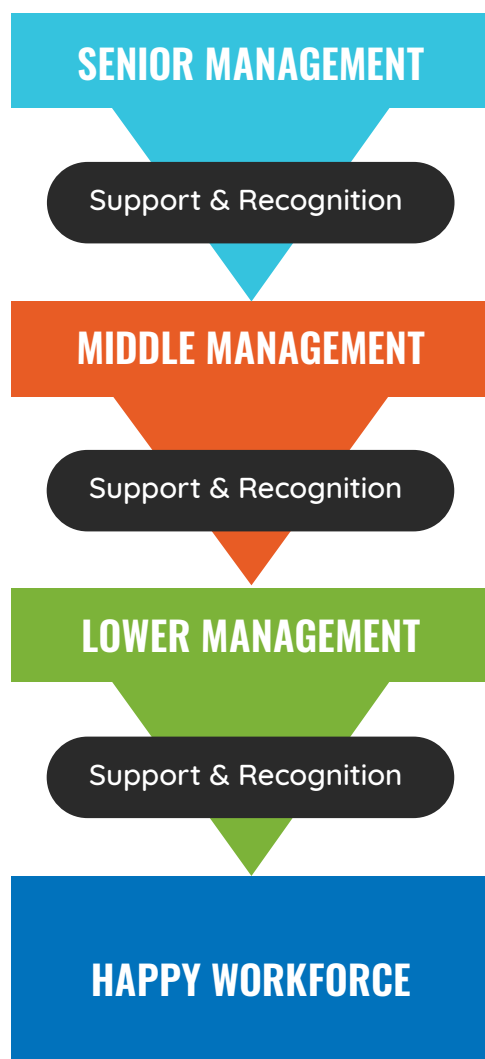 SENIOR MANAGEMENT
Support & Recognition
MIDDLE MANAGEMENT
Support & Recognition
LOWER MANAGEMENT
Support & Recognition
HAPPY WORKFORCE